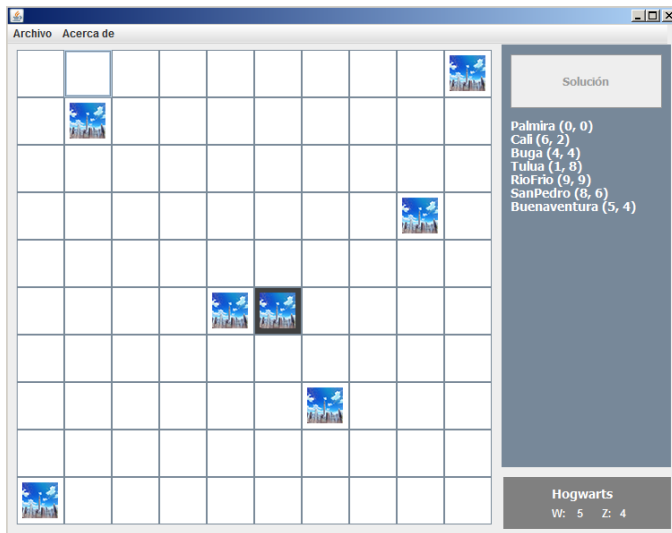 Archivo Acerca de
Solución
Palmira (0, 0)
Cali (6, 2)
Buga (4, 4)
Tulua (1, 8)
RioFrio (9, 9)
SanPedro (8, 6)
Buenaventura (5, 4)
Hogwarts
W: 5 Z: 4